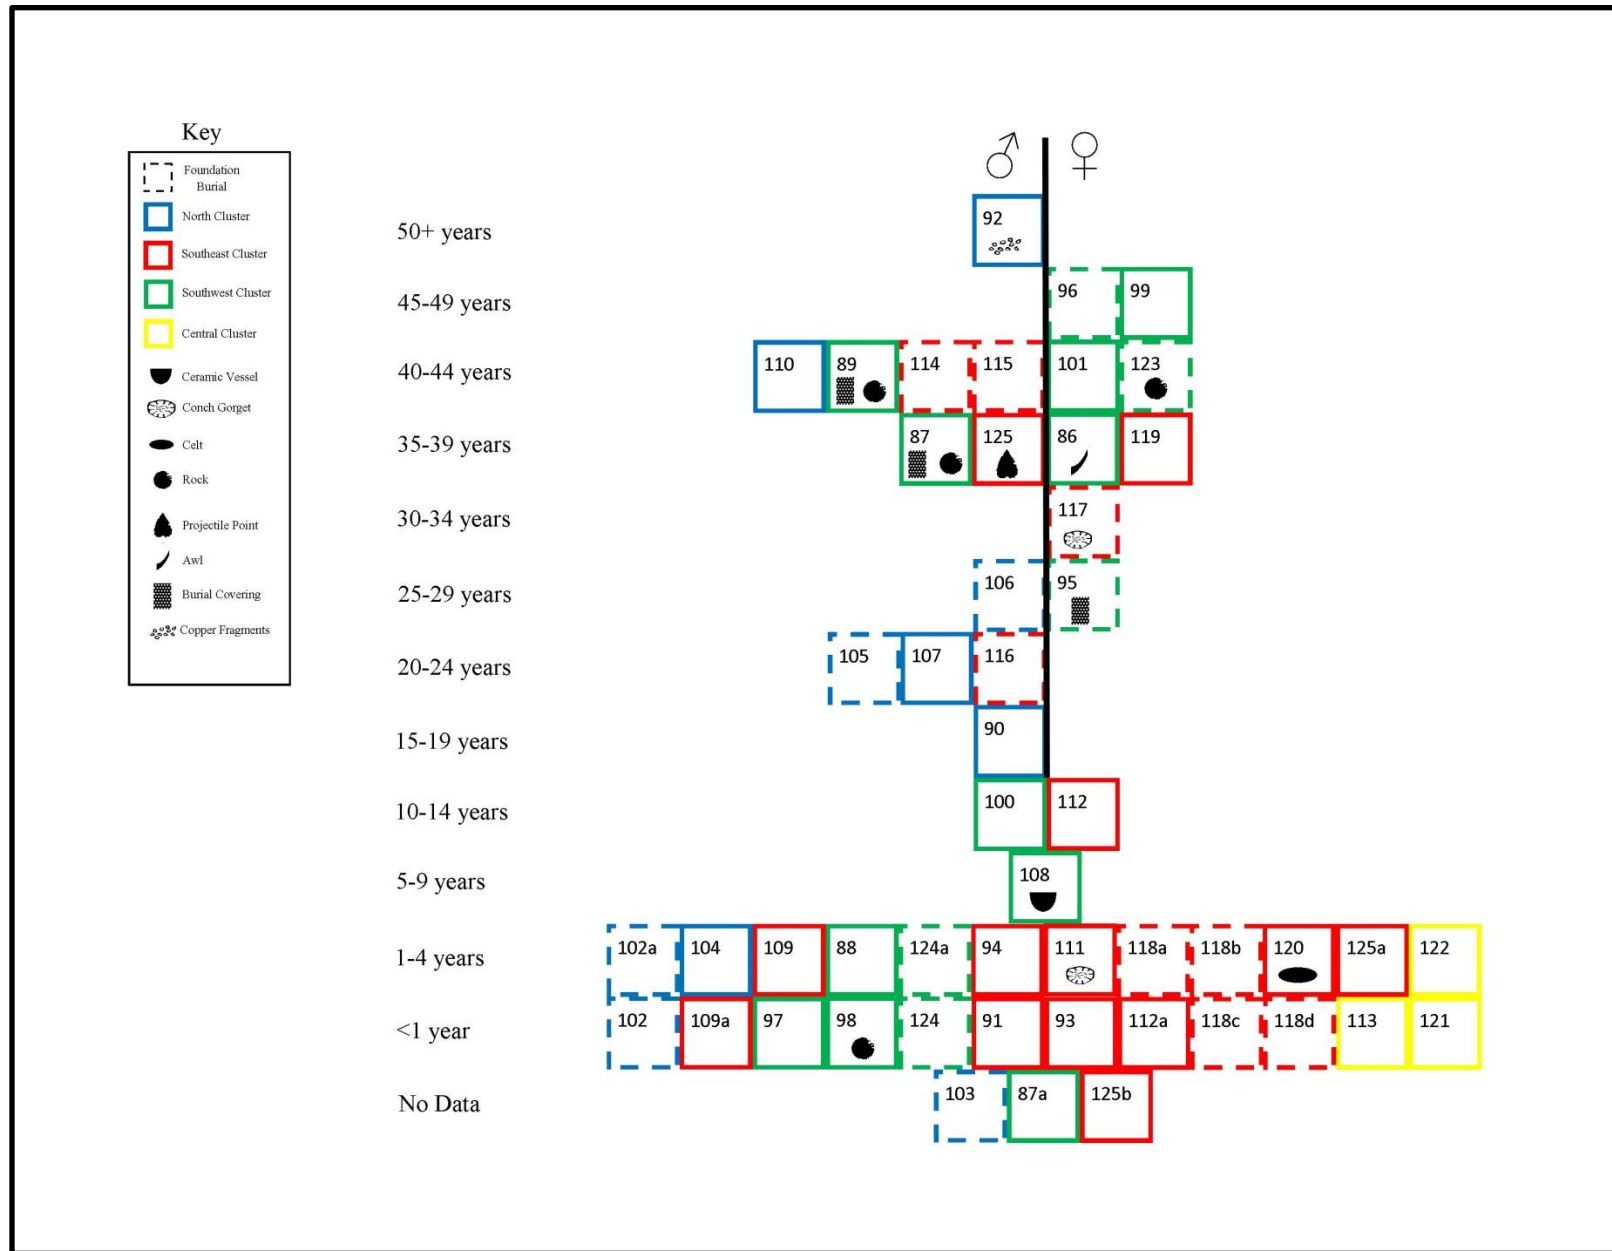 Key
Foundation
Burial
North Cluster
Southeast Cluster
Southwest Cluster
Central Cluster
Ceramic Vessel
Conch Gorget
Celt
Rock
Projectile Point
Awl
Burial Covering
Copper Fragments
♂ ♀
50+ years 92
45-49 years 96 99
40-44 years 110 89 114 115 101 123
35-39 years 87 125 86 119
30-34 years 117
25-29 years 106 95
20-24 years 105 107 116
15-19 years 90
10-14 years 100 112
5-9 years 108
1-4 years 102a 104 109 88 124a 94 111 118a 118b 120 125a 122
<1 year 102 109a 97 98 124 91 93 112a 118c 118d 113 121
No Data 103 87a 125b